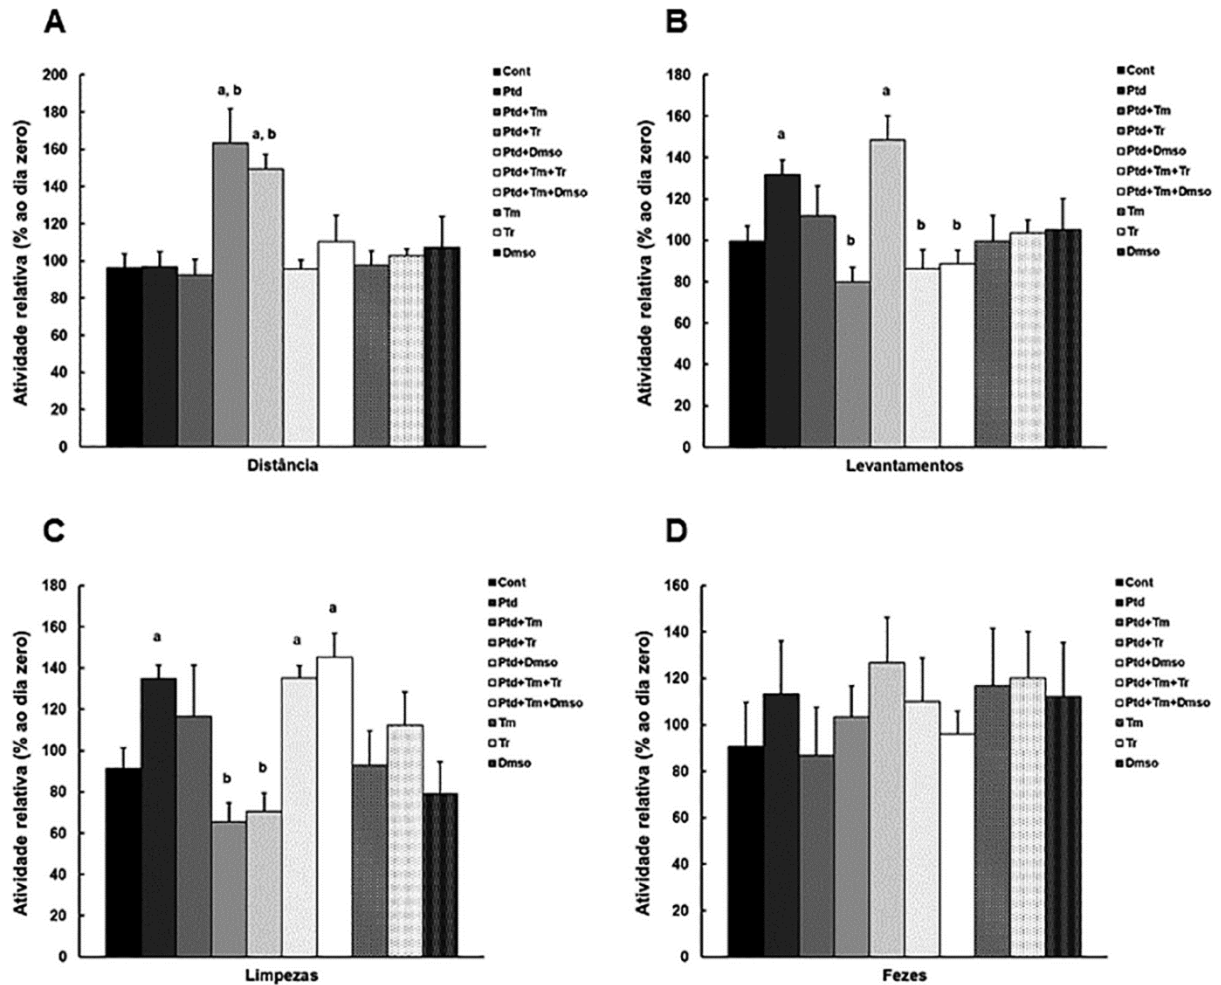 A
Atividade relativa (% ao dia zero)
200
180
160
140
120
100
80
60
40
20
0
a, b
a, b
Distância
Cont
Ptd
Ptd+Tm
Ptd+Tr
Ptd+Dmso
Ptd+Tm+Tr
Ptd+Tm+Dmso
Tm
Tr
Dmso
B
Atividade relativa (% ao dia zero)
180
160
140
120
100
80
60
40
20
0
a
b
a
b
b
Levantamentos
Cont
Ptd
Ptd+Tm
Ptd+Tr
Ptd+Dmso
Ptd+Tm+Tr
Ptd+Tm+Dmso
Tm
Tr
Dmso
C
Atividade relativa (% ao dia zero)
180
160
140
120
100
80
60
40
20
0
a
b
b
a
a
Limpezas
Cont
Ptd
Ptd+Tm
Ptd+Tr
Ptd+Dmso
Ptd+Tm+Tr
Ptd+Tm+Dmso
Tm
Tr
Dmso
D
Atividade relativa (% ao dia zero)
160
140
120
100
80
60
40
20
0
Fezes
Cont
Ptd
Ptd+Tm
Ptd+Tr
Ptd+Dmso
Ptd+Tm+Tr
Ptd+Tm+Dmso
Tm
Tr
Dmso